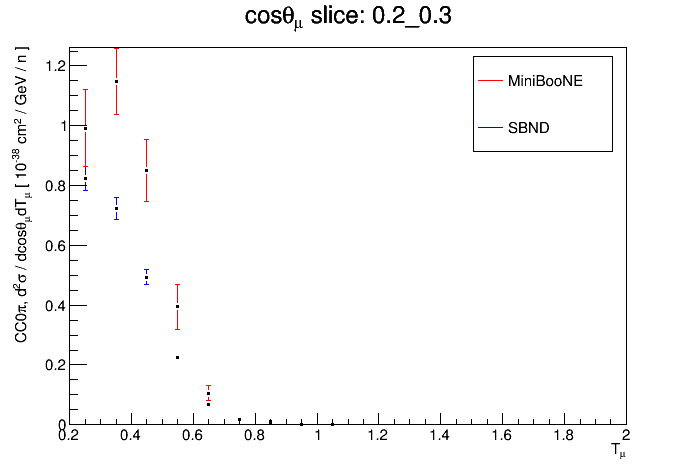 cosθμ slice: 0.2_0.3
CC0π, d²σ / dcosθμdTμ [ 10⁻³⁸ cm² / GeV / n ]
1.2
1
0.8
0.6
0.4
0.2
0
MiniBooNE
SBND
0.2 0.4 0.6 0.8 1 1.2 1.4 1.6 1.8 2
Tμ